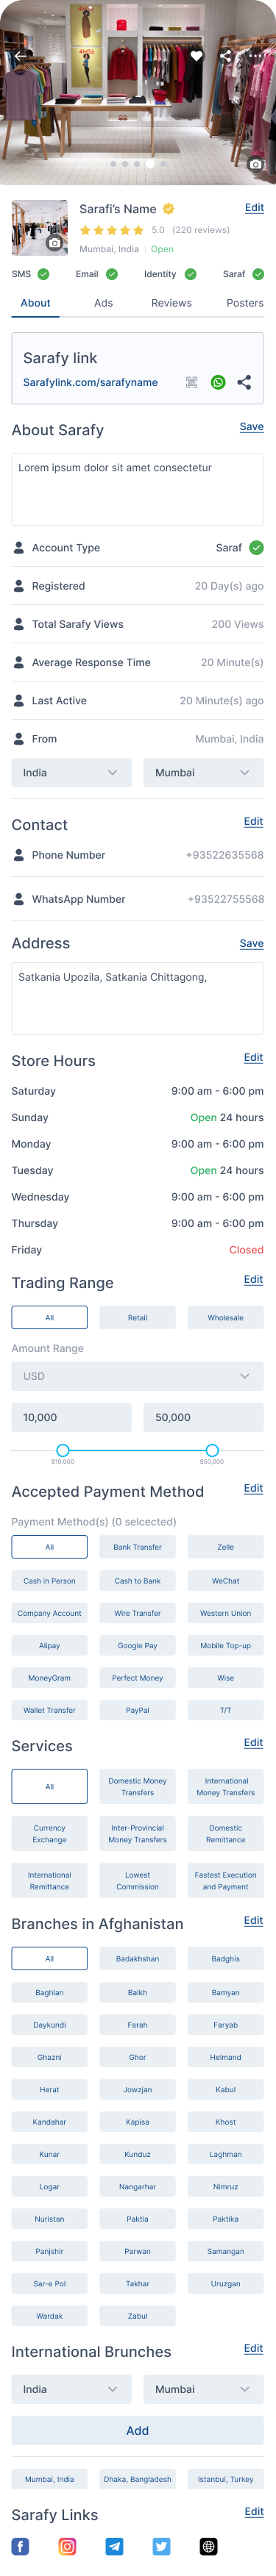 Sarafi's Name
Edit
5.0 (220 reviews)
Mumbai, India Open
SMS Email Identity Saraf
About Ads Reviews Posters
Sarafy link
Sarafylink.com/sarafyname
About Sarafy Save
Lorem ipsum dolor sit amet consectetur
Account Type Saraf
Registered 20 Day(s) ago
Total Sarafy Views 200 Views
Average Response Time 20 Minute(s)
Last Active 20 Minute(s) ago
From Mumbai, India
India Mumbai
Contact Edit
Phone Number +93522635568
WhatsApp Number +93522755568
Address Save
Satkania Upozila, Satkania Chittagong,
Store Hours Edit
Saturday 9:00 am - 6:00 pm
Sunday Open 24 hours
Monday 9:00 am - 6:00 pm
Tuesday Open 24 hours
Wednesday 9:00 am - 6:00 pm
Thursday 9:00 am - 6:00 pm
Friday Closed
Trading Range Edit
All Retail Wholesale
Amount Range
USD
10,000 50,000
$10,000 $50,000
Accepted Payment Method Edit
Payment Method(s) (0 selcected)
All Bank Transfer Zelle
Cash in Person Cash to Bank WeChat
Company Account Wire Transfer Western Union
Alipay Google Pay Mobile Top-up
MoneyGram Perfect Money Wise
Wallet Transfer PayPal T/T
Services Edit
All Domestic Money Transfers International Money Transfers
Currency Exchange Inter-Provincial Money Transfers Domestic Remittance
International Remittance Lowest Commission Fastest Execution and Payment
Branches in Afghanistan Edit
All Badakhshan Badghis
Baghlan Balkh Bamyan
Daykundi Farah Faryab
Ghazni Ghor Helmand
Herat Jowzjan Kabul
Kandahar Kapisa Khost
Kunar Kunduz Laghman
Logar Nangarhar Nimruz
Nuristan Paktia Paktika
Panjshir Parwan Samangan
Sar-e Pol Takhar Uruzgan
Wardak Zabul
International Brunches Edit
India Mumbai
Add
Mumbai, India Dhaka, Bangladesh Istanbul, Turkey
Sarafy Links Edit